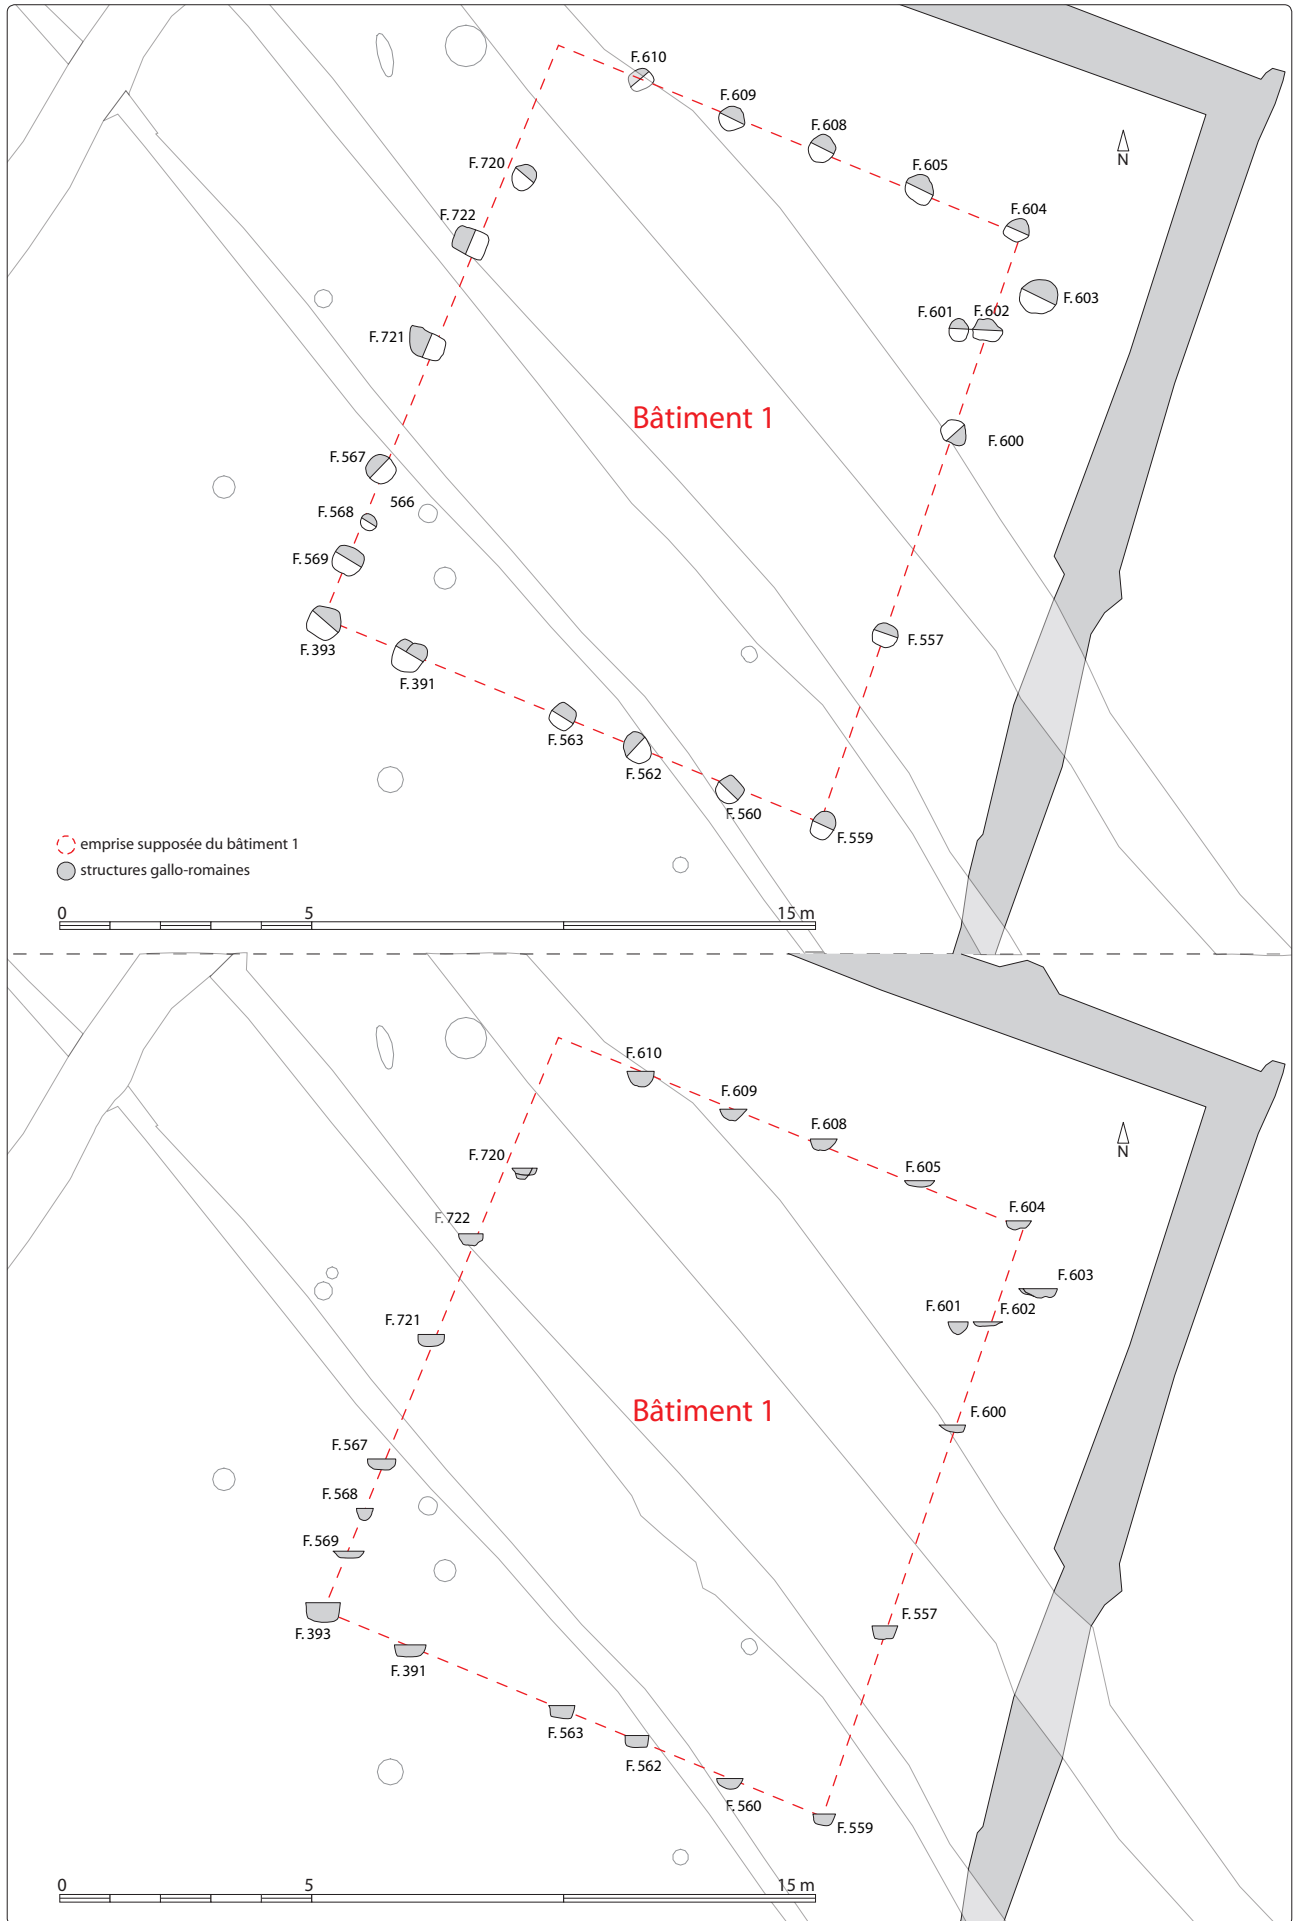 F. 610
F. 609
F. 608
F. 605
F. 604
N
F. 720
F. 722
F. 603
F. 601
F. 602
F. 721
Bâtiment 1
F. 600
F. 567
566
F. 568
F. 569
F. 393
F. 391
F. 557
F. 563
F. 562
F. 560
F. 559
emprise supposée du bâtiment 1
structures gallo-romaines
0 5 15 m
F. 610
F. 609
F. 608
F. 605
F. 604
N
F. 720
F. 722
F. 603
F. 601
F. 602
F. 721
Bâtiment 1
F. 600
F. 567
F. 568
F. 569
F. 393
F. 391
F. 557
F. 563
F. 562
F. 560
F. 559
0 5 15 m